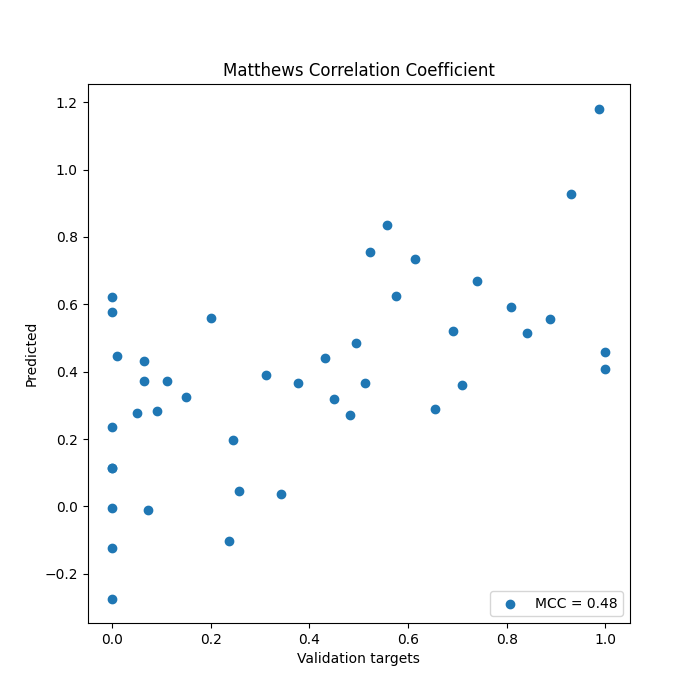 Matthews Correlation Coefficient
1.2
1.0
0.8
0.6
0.4
0.2
0.0
−0.2
Predicted
0.0 0.2 0.4 0.6 0.8 1.0
Validation targets
MCC = 0.48